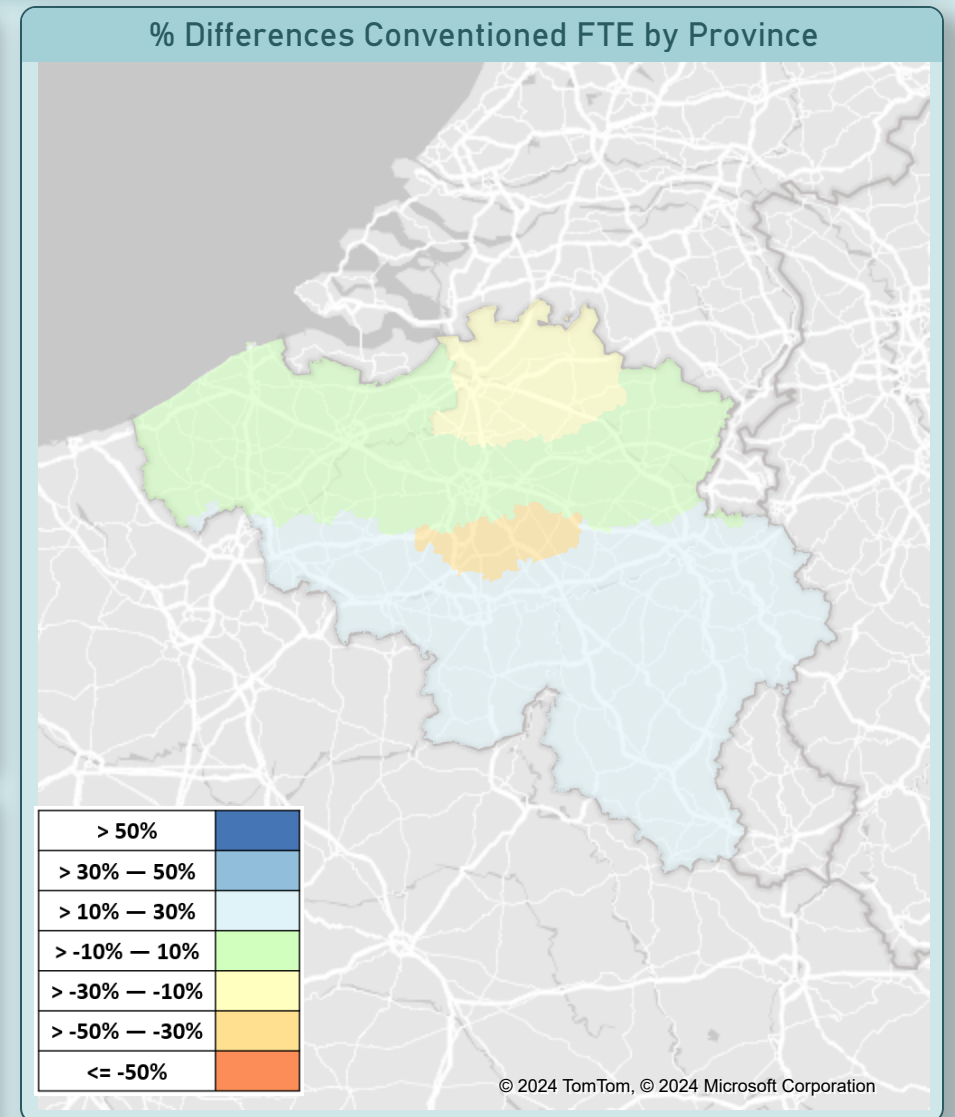 % Differences Conventioned FTE by Province
> 50%
> 30% — 50%
> 10% — 30%
> -10% — 10%
> -30% — -10%
> -50% — -30%
<= -50%
© 2024 TomTom, © 2024 Microsoft Corporation